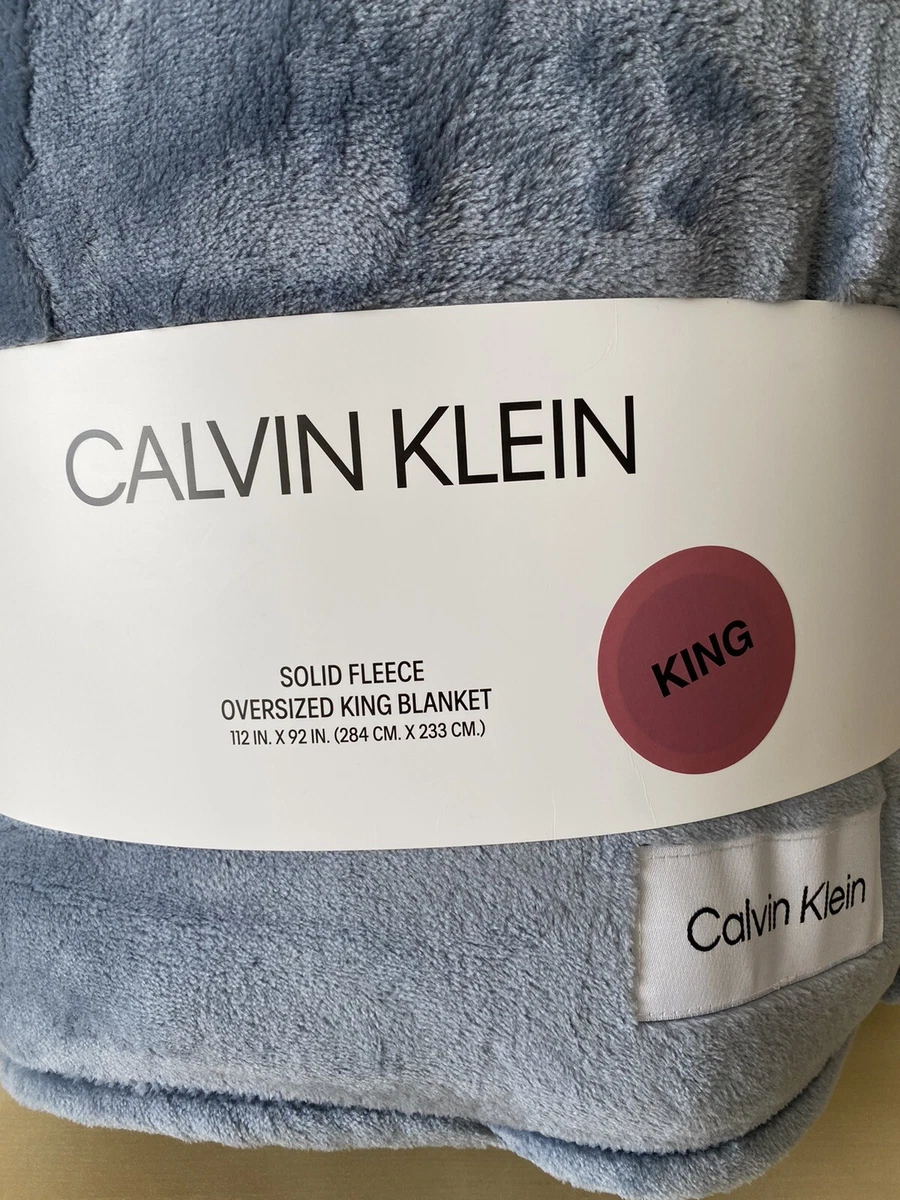 CALVIN KLEIN
SOLID FLEECE
OVERSIZED KING BLANKET
112 IN. X 92 IN. (284 CM. X 233 CM.)
KING
Calvin Klein